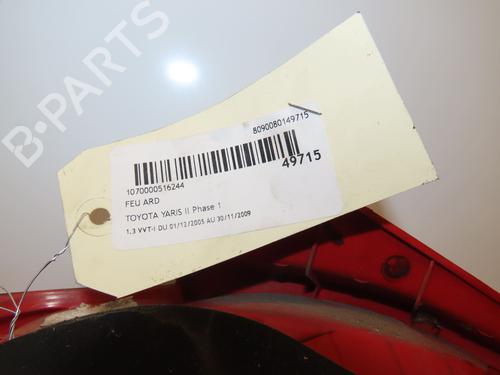 B-PARTS
8090080149715
49715
1070000516244
FEU ARD
TOYOTA YARIS II Phase 1
1.3 VVT-I DU 01/12/2005 AU 30/11/2009